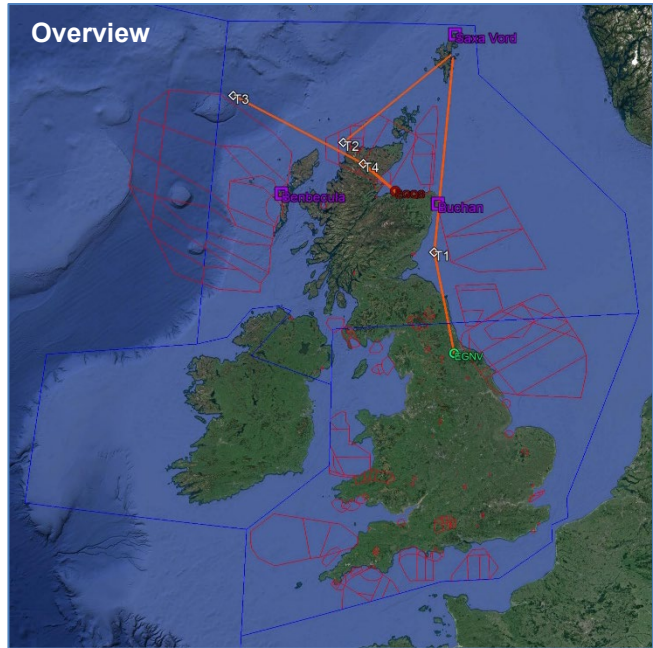 Overview
Saxa Vord
T3
T2
T4
Benbecula
Buchan
T1
EGNV